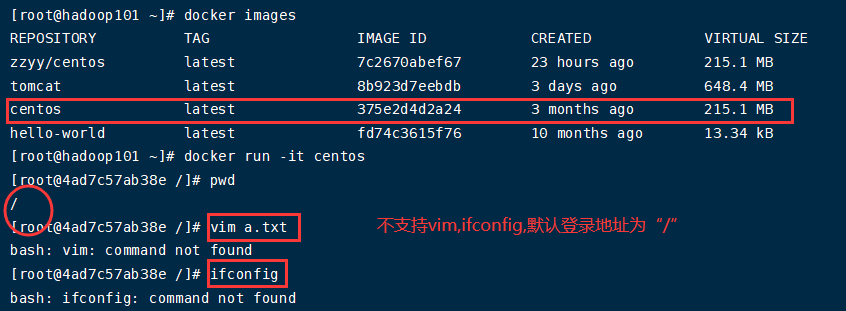 [root@hadoop101 ~]# docker images
REPOSITORY TAG IMAGE ID CREATED VIRTUAL SIZE
zzyy/centos latest 7c2670abef67 23 hours ago 215.1 MB
tomcat latest 8b923d7eebdb 3 days ago 648.4 MB
centos latest 375e2d4d2a24 3 months ago 215.1 MB
hello-world latest fd74c3615f76 10 months ago 13.34 kB
[root@hadoop101 ~]# docker run -it centos
[root@4ad7c57ab38e /]# pwd
/
[root@4ad7c57ab38e /]# vim a.txt 不支持vim,ifconfig,默认登录地址为“/”
bash: vim: command not found
[root@4ad7c57ab38e /]# ifconfig
bash: ifconfig: command not found